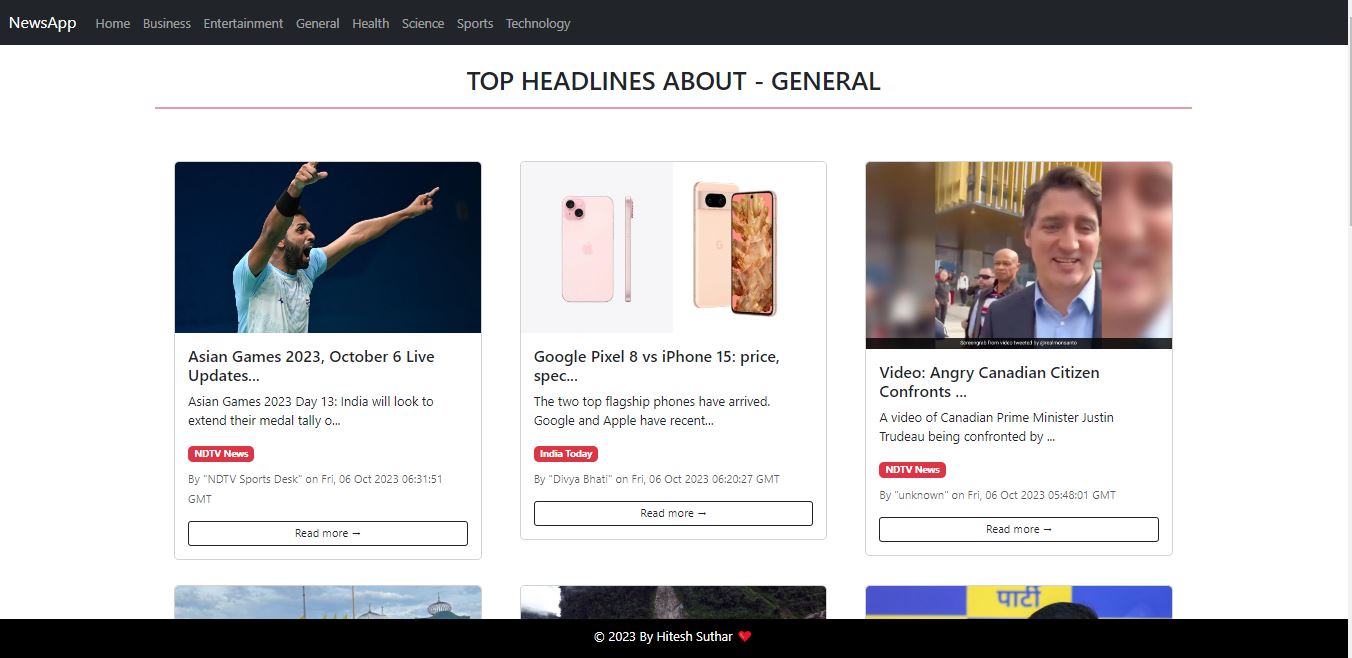 NewsApp Home Business Entertainment General Health Science Sports Technology
TOP HEADLINES ABOUT - GENERAL
Asian Games 2023, October 6 Live
Updates...
Asian Games 2023 Day 13: India will look to
extend their medal tally o...
NDTV News
By "NDTV Sports Desk" on Fri, 06 Oct 2023 06:31:51
GMT
Read more →
Google Pixel 8 vs iPhone 15: price,
spec...
The two top flagship phones have arrived.
Google and Apple have recent...
India Today
By "Divya Bhati" on Fri, 06 Oct 2023 06:20:27 GMT
Read more →
Screengrab from video tweeted by @realmonsanto
Video: Angry Canadian Citizen
Confronts ...
A video of Canadian Prime Minister Justin
Trudeau being confronted by ...
NDTV News
By "unknown" on Fri, 06 Oct 2023 05:48:01 GMT
Read more →
पार्टी
© 2023 By Hitesh Suthar ❤